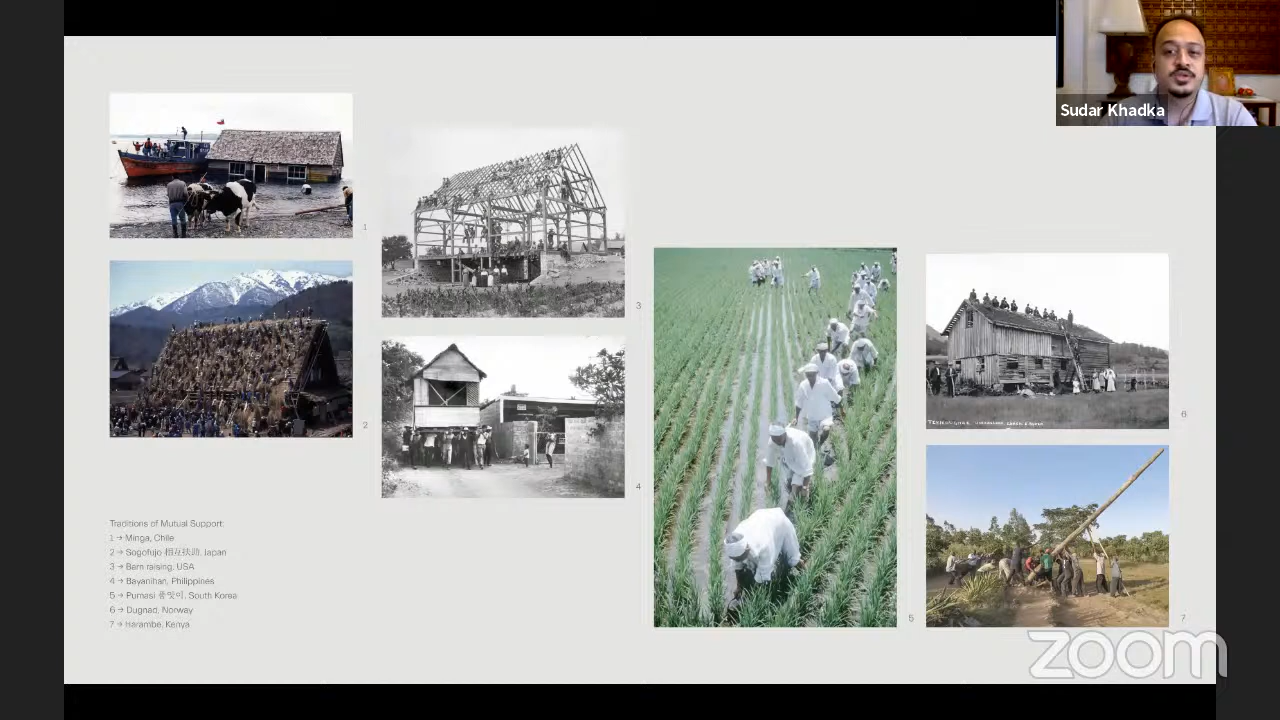 Sudar Khadka
1
2
3
4
5
6
7
Traditions of Mutual Support:
1 → Minga, Chile
2 → Sogofujo 相互扶助, Japan
3 → Barn raising, USA
4 → Bayanihan, Philippines
5 → Pumasi 품앗이, South Korea
6 → Dugnad, Norway
7 → Harambe, Kenya
zoom